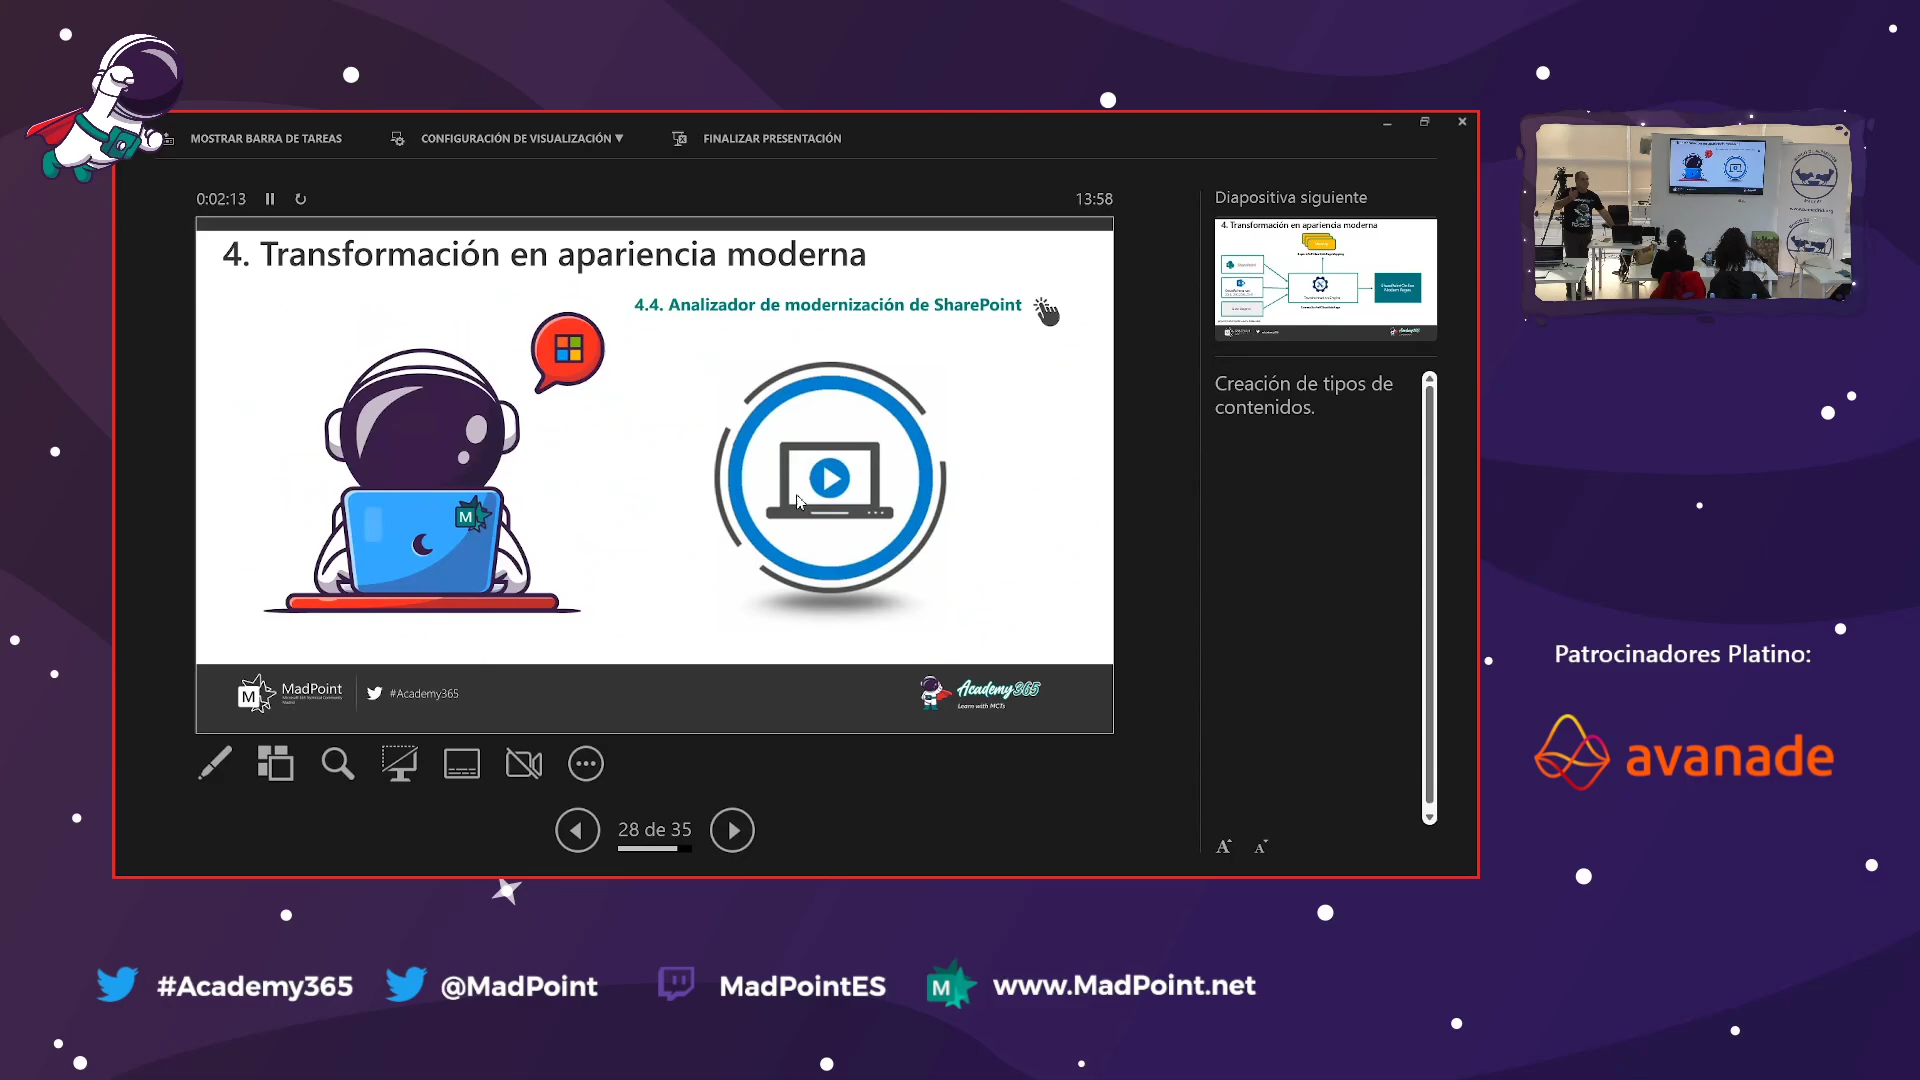 MOSTRAR BARRA DE TAREAS
CONFIGURACIÓN DE VISUALIZACIÓN ▼
FINALIZAR PRESENTACIÓN
0:02:13
13:58
4. Transformación en apariencia moderna
4.4. Analizador de modernización de SharePoint
M
M
MadPoint
#Academy365
Academy365
Learn with MCTs
28 de 35
Diapositiva siguiente
4. Transformación en apariencia moderna
Creación de tipos de
contenidos.
A
A
Patrocinadores Platino:
avanade
#Academy365
@MadPoint
MadPointES
M
www.MadPoint.net